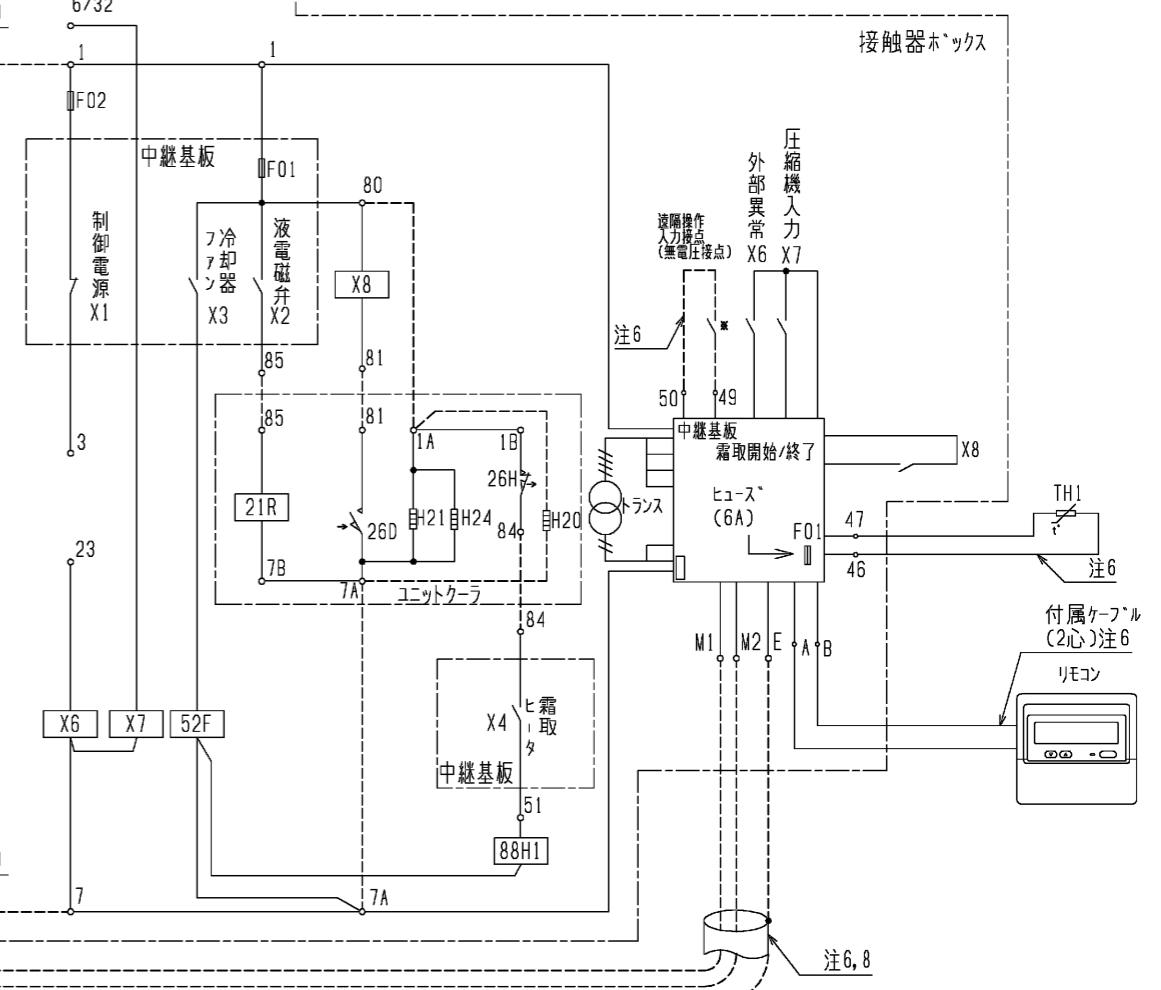 6732
接触器ボックス
1
1
F02
中継基板
F01
80
制御電源
X1
冷却器
ファン
X3
液電磁弁
X2
X8
外部異常
X6
圧縮機入力
X7
遠隔操作
入力接点
(無電圧接点)
※
注6
85
81
50
49
85
81
1A
1B
中継基板
霜取開始/終了
X8
26H
トランス
ヒューズ
(6A)
TH1
t°
3
21R
26D
H21
H24
84
H20
F01
47
46
注6
23
7B
7A
ユニットクーラ
84
付属ケーブル
(2心)注6
リモコン
M1
M2
E
A
B
X6
X7
52F
X4
霜取
ヒータ
中継基板
51
88H1
7
7A
注6,8